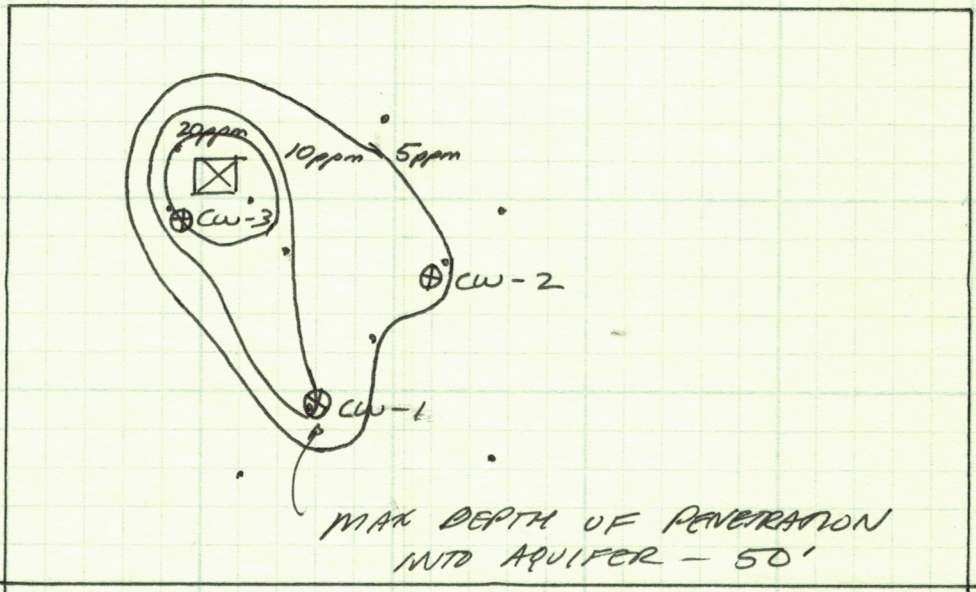 20ppm
10ppm
5ppm
CW-3
CW-2
CW-1
MAX DEPTH OF PENETRATION
INTO AQUIFER - 50'